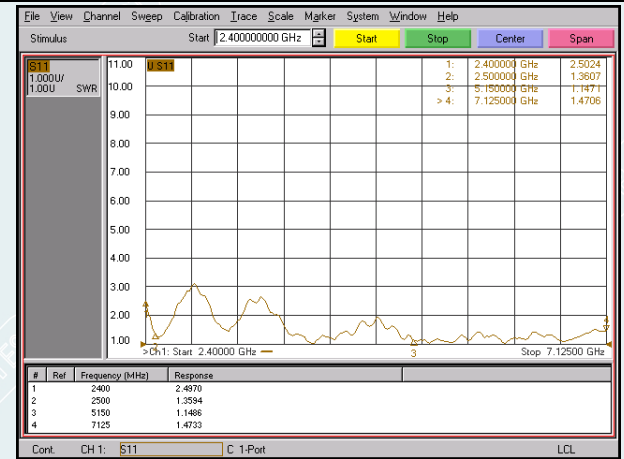 File View Channel Sweep Calibration Trace Scale Marker System Window Help
Stimulus Start 2.400000000 GHz Start Stop Center Span
S11
1.000U/
1.00U SWR
11.00
10.00
9.00
8.00
7.00
6.00
5.00
4.00
3.00
2.00
1.00
U S11
1: 2.400000 GHz 2.5024
2: 2.500000 GHz 1.3607
3: 5.150000 GHz 1.1471
> 4: 7.125000 GHz 1.4706
3
4
>Ch1: Start 2.40000 GHz
Stop 7.12500 GHz
# Ref Frequency (MHz) Response
1 2400 2.4970
2 2500 1.3594
3 5150 1.1486
4 7125 1.4733
Cont. CH 1: S11 C 1-Port LCL